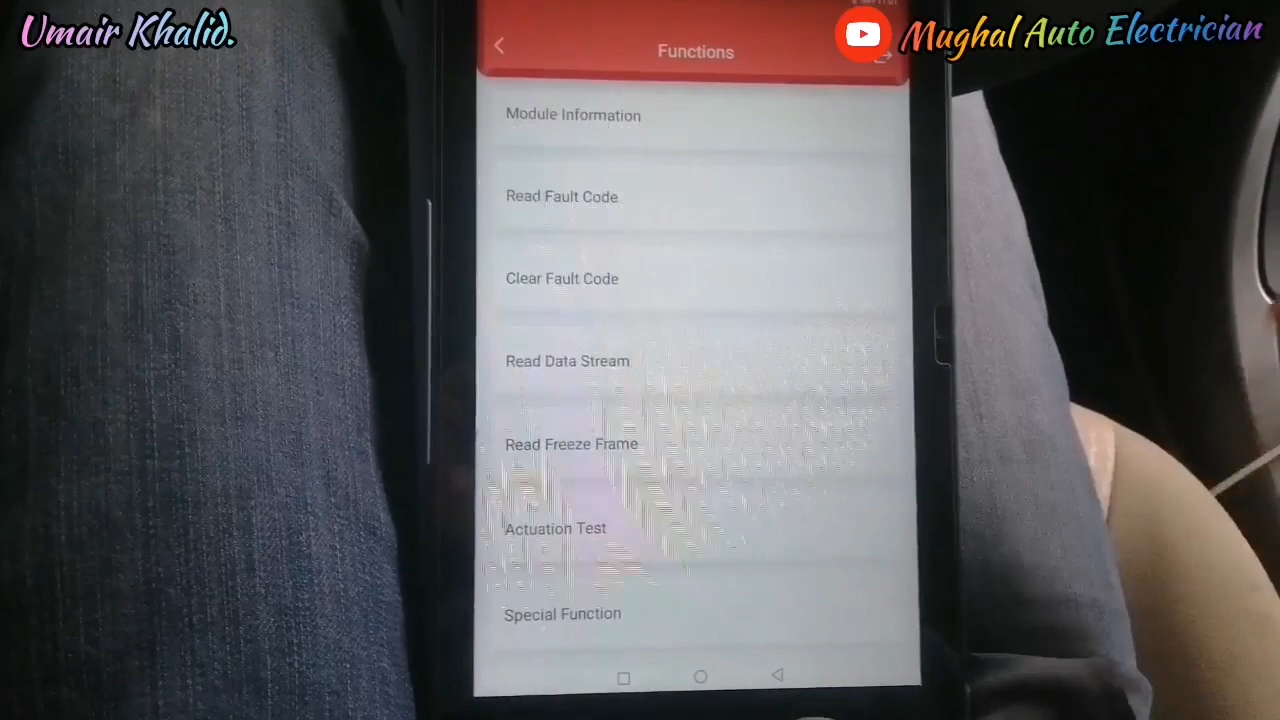 Umair Khalid.
Mughal Auto Electrician
Functions
Module Information
Read Fault Code
Clear Fault Code
Read Data Stream
Read Freeze Frame
Actuation Test
Special Function